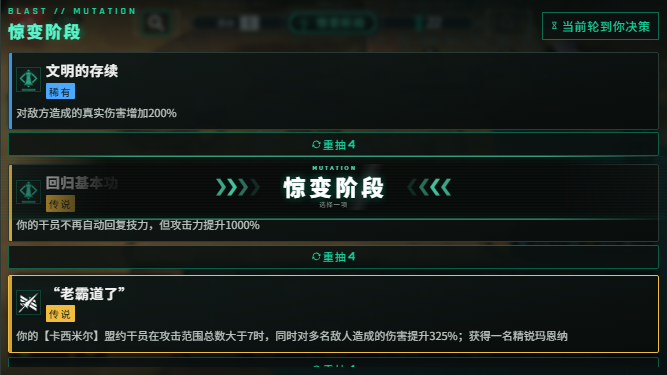 BLAST // MUTATION
惊变阶段
当前轮到你决策
文明的存续
稀有
对敌方造成的真实伤害增加200%
重抽4
MUTATION
惊变阶段
选择一项
回归基本功
传说
你的干员不再自动回复技力，但攻击力提升1000%
重抽4
“老霸道了”
传说
你的【卡西米尔】盟约干员在攻击范围总数大于7时，同时对多名敌人造成的伤害提升325%；获得一名精锐玛恩纳